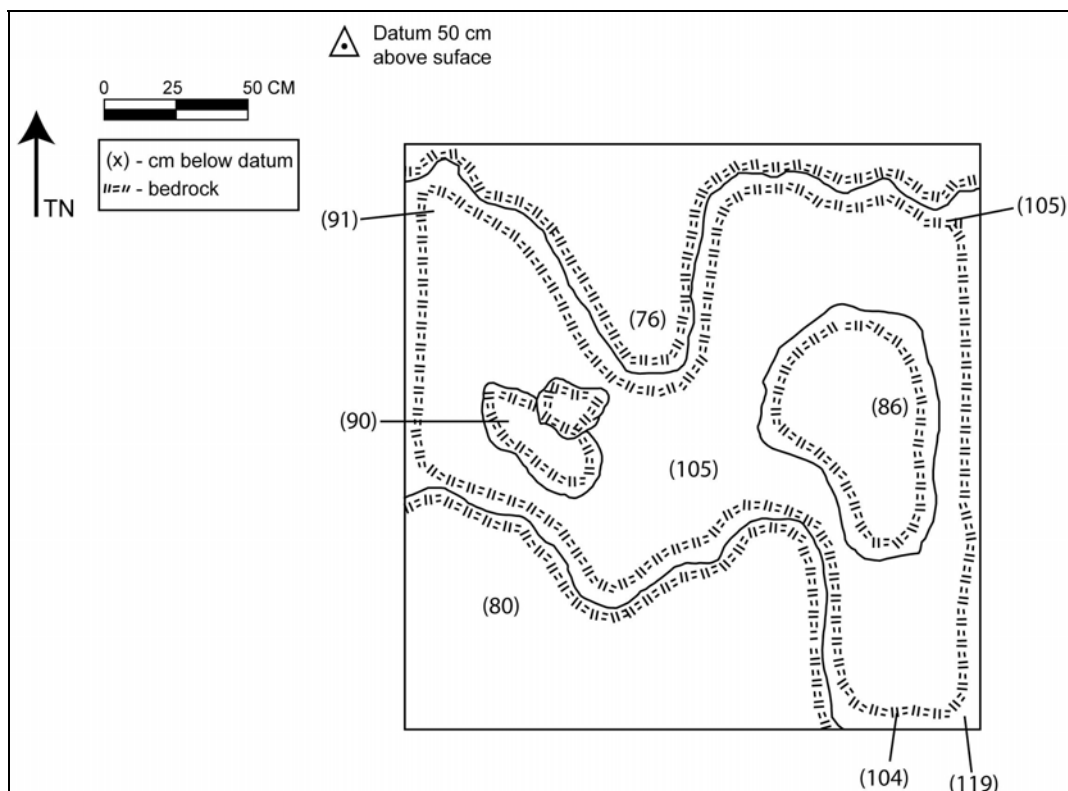 Datum 50 cm
above suface
0 25 50 CM
(x) - cm below datum
- bedrock
TN
(91)
(105)
(76)
(86)
(90)
(105)
(80)
(104)
(119)